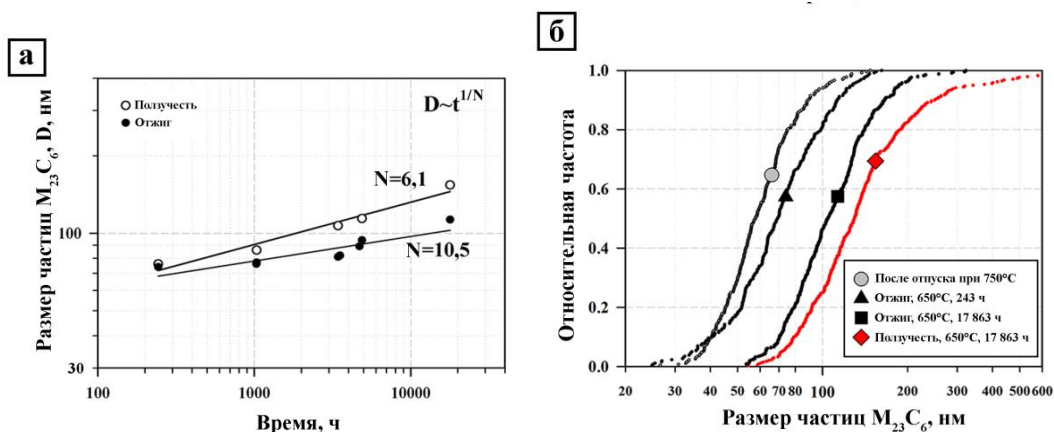 а
Ползучесть
Отжиг
D~t^1/N
N=6,1
N=10,5
Размер частиц M23C6, D, нм
100
30
100
1000
10000
Время, ч
б
Относительная частота
1.0
0.8
0.6
0.4
0.2
0.0
После отпуска при 750°С
Отжиг, 650°С, 243 ч
Отжиг, 650°С, 17 863 ч
Ползучесть, 650°С, 17 863 ч
20
30
40
50
60
70
80
100
200
300
400
500
600
Размер частиц M23C6, нм